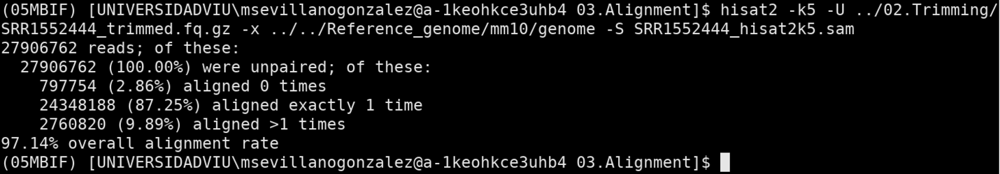 (05MBIF) [UNIVERSIDADVIU\msevillanogonzalez@a-1keohkce3uhb4 03.Alignment]$ hisat2 -k5 -U ../02.Trimming/
SRR1552444_trimmed.fq.gz -x ../../Reference_genome/mm10/genome -S SRR1552444_hisat2k5.sam
27906762 reads; of these:
  27906762 (100.00%) were unpaired; of these:
    797754 (2.86%) aligned 0 times
    24348188 (87.25%) aligned exactly 1 time
    2760820 (9.89%) aligned >1 times
97.14% overall alignment rate
(05MBIF) [UNIVERSIDADVIU\msevillanogonzalez@a-1keohkce3uhb4 03.Alignment]$